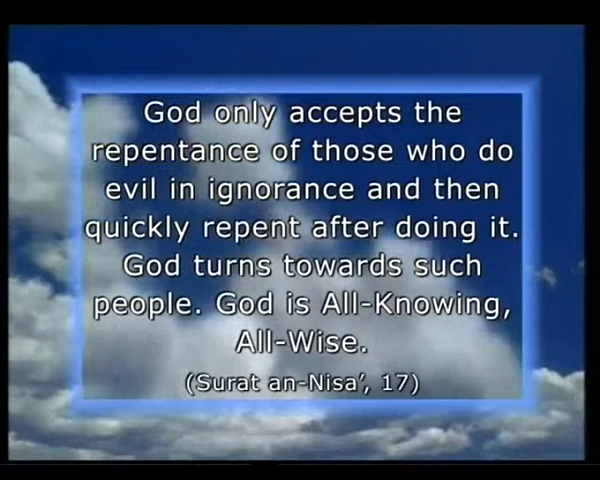 God only accepts the
repentance of those who do
evil in ignorance and then
quickly repent after doing it.
God turns towards such
people. God is All-Knowing,
All-Wise.
(Surat an-Nisa’, 17)